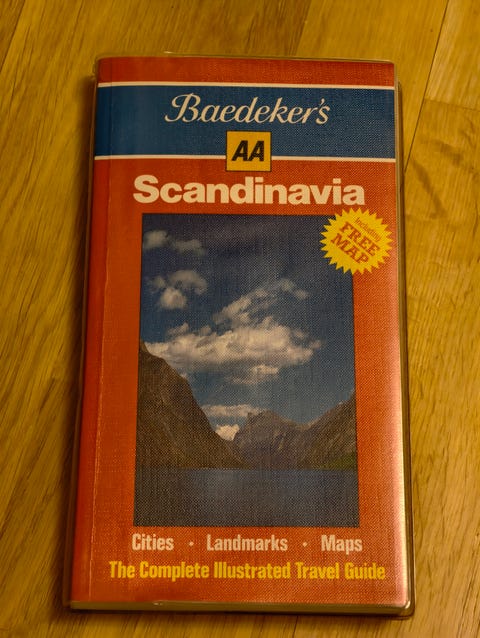 Baedeker's
AA
Scandinavia
Including
FREE
MAP
Cities · Landmarks · Maps
The Complete Illustrated Travel Guide